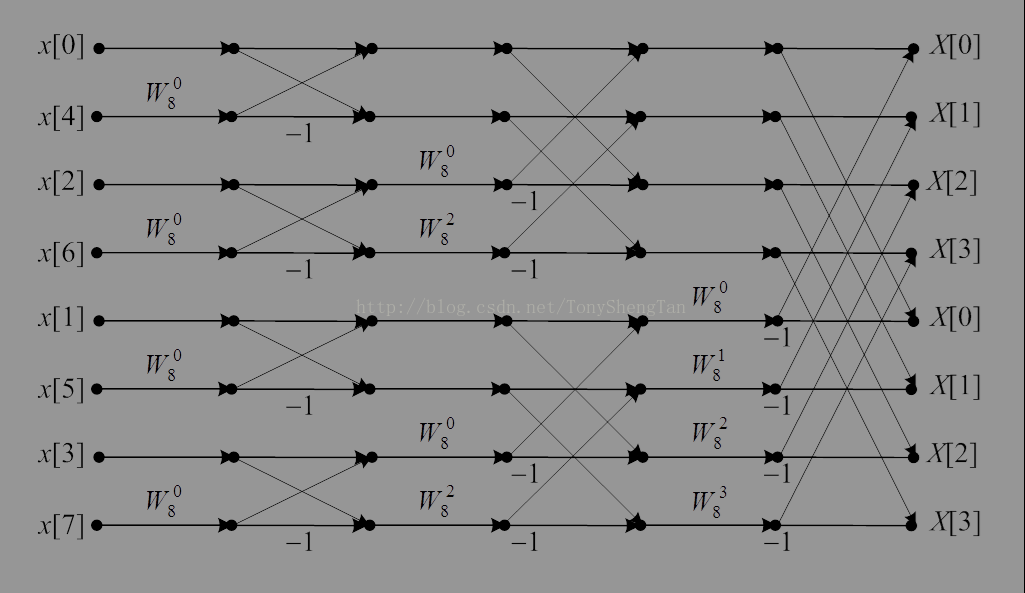 x[0] X[0]
W_8^0
x[4] -1 X[1]
W_8^0
x[2] -1 X[2]
W_8^0 W_8^2
x[6] -1 -1 X[3]
http://blog.csdn.net/TonyShengTan W_8^0
x[1] -1 X[0]
W_8^0 W_8^1
x[5] -1 -1 X[1]
W_8^0 W_8^2
x[3] -1 -1 X[2]
W_8^0 W_8^2 W_8^3
x[7] -1 -1 -1 X[3]